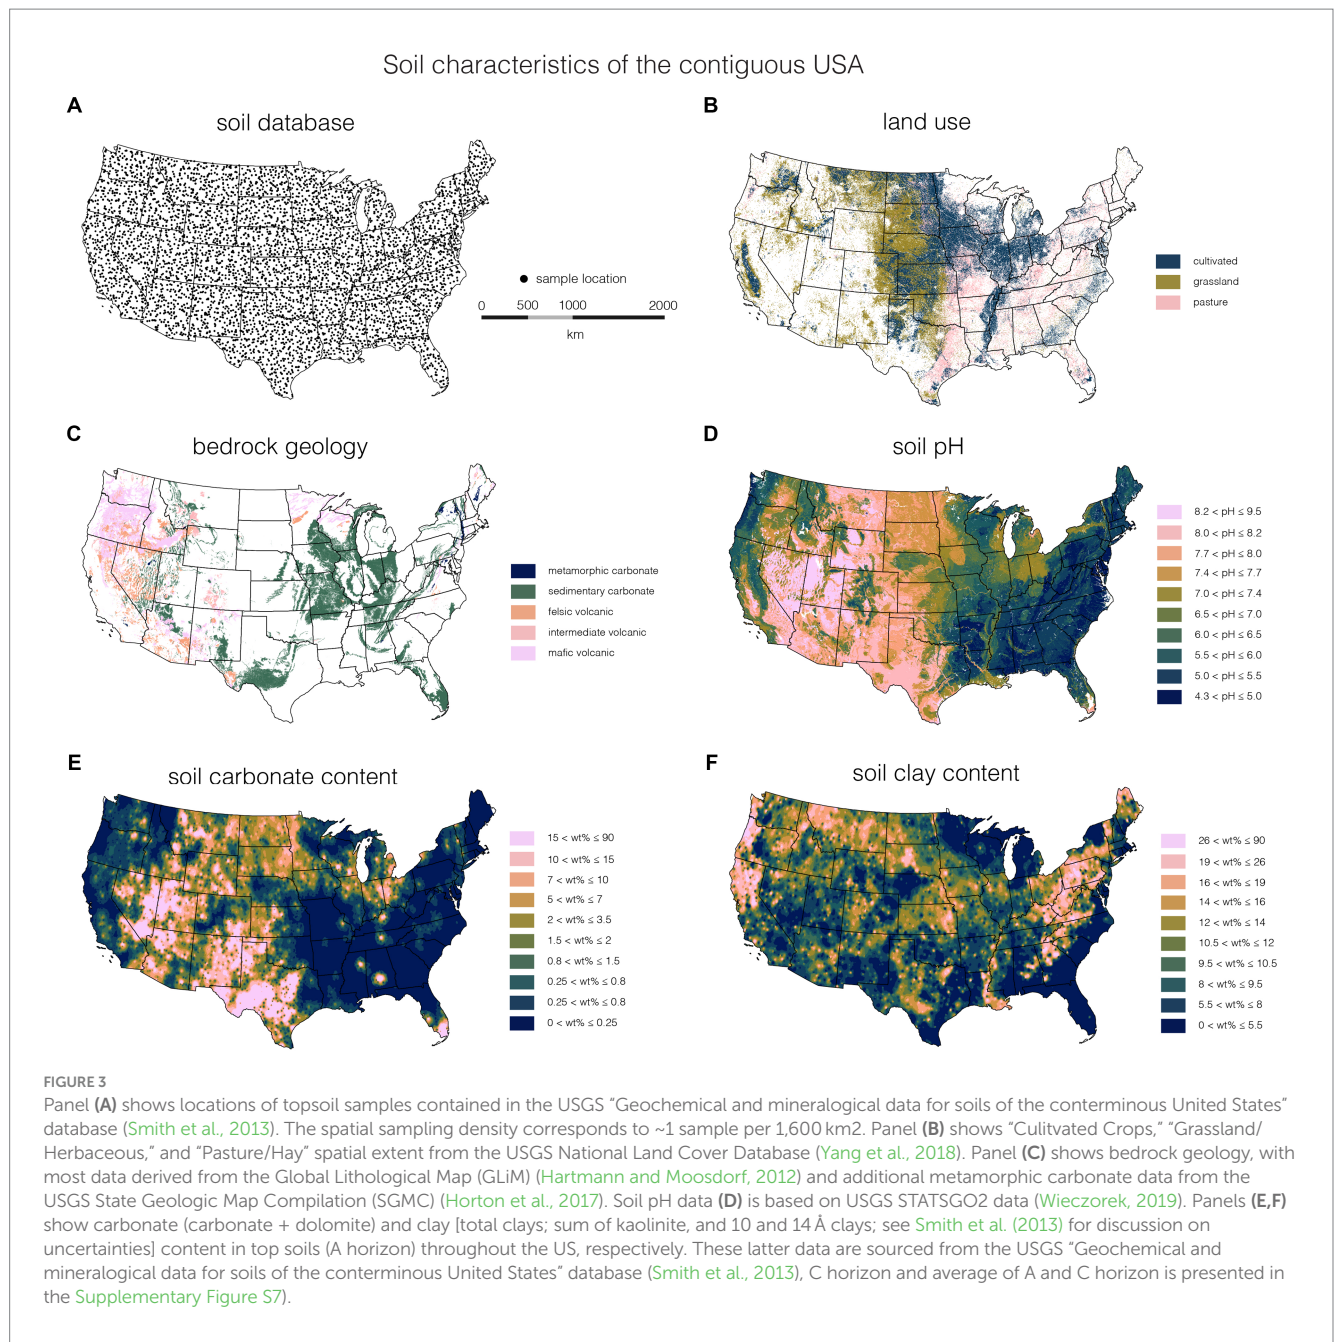 Soil characteristics of the contiguous USA
A
soil database
sample location
0 500 1000 2000
km
B
land use
cultivated
grassland
pasture
C
bedrock geology
metamorphic carbonate
sedimentary carbonate
felsic volcanic
intermediate volcanic
mafic volcanic
D
soil pH
8.2 < pH ≤ 9.5
8.0 < pH ≤ 8.2
7.7 < pH ≤ 8.0
7.4 < pH ≤ 7.7
7.0 < pH ≤ 7.4
6.5 < pH ≤ 7.0
6.0 < pH ≤ 6.5
5.5 < pH ≤ 6.0
5.0 < pH ≤ 5.5
4.3 < pH ≤ 5.0
E
soil carbonate content
15 < wt% ≤ 90
10 < wt% ≤ 15
7 < wt% ≤ 10
5 < wt% ≤ 7
2 < wt% ≤ 3.5
1.5 < wt% ≤ 2
0.8 < wt% ≤ 1.5
0.25 < wt% ≤ 0.8
0.25 < wt% ≤ 0.8
0 < wt% ≤ 0.25
F
soil clay content
26 < wt% ≤ 90
19 < wt% ≤ 26
16 < wt% ≤ 19
14 < wt% ≤ 16
12 < wt% ≤ 14
10.5 < wt% ≤ 12
9.5 < wt% ≤ 10.5
8 < wt% ≤ 9.5
5.5 < wt% ≤ 8
0 < wt% ≤ 5.5
FIGURE 3
Panel (A) shows locations of topsoil samples contained in the USGS “Geochemical and mineralogical data for soils of the conterminous United States”
database (Smith et al., 2013). The spatial sampling density corresponds to ~1 sample per 1,600 km2. Panel (B) shows “Culitvated Crops,” “Grassland/
Herbaceous,” and “Pasture/Hay” spatial extent from the USGS National Land Cover Database (Yang et al., 2018). Panel (C) shows bedrock geology, with
most data derived from the Global Lithological Map (GLiM) (Hartmann and Moosdorf, 2012) and additional metamorphic carbonate data from the
USGS State Geologic Map Compilation (SGMC) (Horton et al., 2017). Soil pH data (D) is based on USGS STATSGO2 data (Wieczorek, 2019). Panels (E,F)
show carbonate (carbonate + dolomite) and clay [total clays; sum of kaolinite, and 10 and 14 Å clays; see Smith et al. (2013) for discussion on
uncertainties] content in top soils (A horizon) throughout the US, respectively. These latter data are sourced from the USGS “Geochemical and
mineralogical data for soils of the conterminous United States” database (Smith et al., 2013), C horizon and average of A and C horizon is presented in
the Supplementary Figure S7).